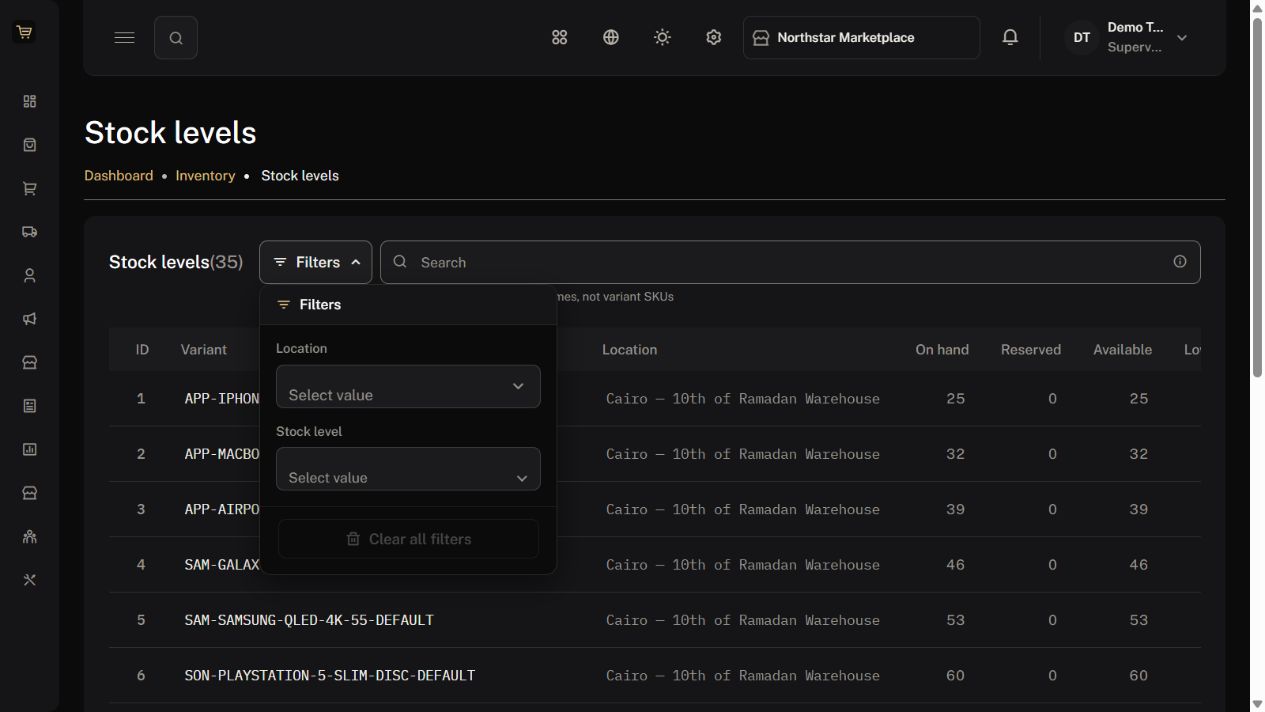 Northstar Marketplace
DT
Demo T...
Superv...
Stock levels
Dashboard • Inventory • Stock levels
Stock levels(35)
Filters
Search
not variant SKUs
Filters
Location
Select value
Stock level
Select value
Clear all filters
ID Variant Location On hand Reserved Available
1 APP-IPHON Cairo — 10th of Ramadan Warehouse 25 0 25
2 APP-MACBO Cairo — 10th of Ramadan Warehouse 32 0 32
3 APP-AIRPO Cairo — 10th of Ramadan Warehouse 39 0 39
4 SAM-GALAX Cairo — 10th of Ramadan Warehouse 46 0 46
5 SAM-SAMSUNG-QLED-4K-55-DEFAULT Cairo — 10th of Ramadan Warehouse 53 0 53
6 SON-PLAYSTATION-5-SLIM-DISC-DEFAULT Cairo — 10th of Ramadan Warehouse 60 0 60